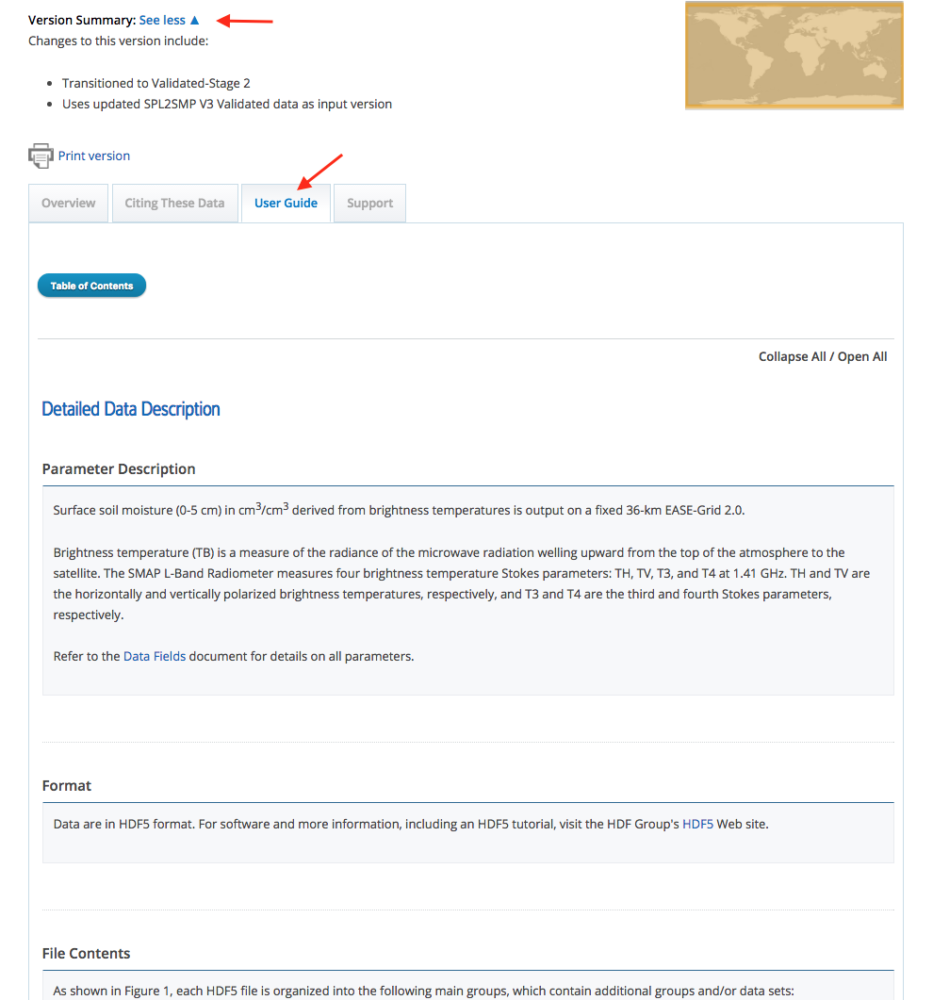 Version Summary: See less ▲
Changes to this version include:
• Transitioned to Validated-Stage 2
• Uses updated SPL2SMP V3 Validated data as input version
Print version
Overview
Citing These Data
User Guide
Support
Table of Contents
Collapse All / Open All
Detailed Data Description
Parameter Description
Surface soil moisture (0-5 cm) in cm³/cm³ derived from brightness temperatures is output on a fixed 36-km EASE-Grid 2.0.
Brightness temperature (TB) is a measure of the radiance of the microwave radiation welling upward from the top of the atmosphere to the
satellite. The SMAP L-Band Radiometer measures four brightness temperature Stokes parameters: TH, TV, T3, and T4 at 1.41 GHz. TH and TV are
the horizontally and vertically polarized brightness temperatures, respectively, and T3 and T4 are the third and fourth Stokes parameters,
respectively.
Refer to the Data Fields document for details on all parameters.
Format
Data are in HDF5 format. For software and more information, including an HDF5 tutorial, visit the HDF Group's HDF5 Web site.
File Contents
As shown in Figure 1, each HDF5 file is organized into the following main groups, which contain additional groups and/or data sets: